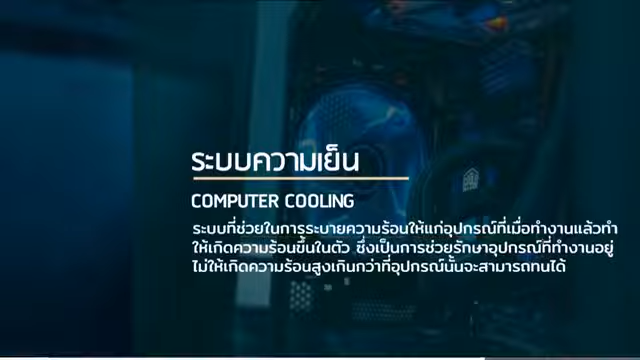 ระบบความเย็น
COMPUTER COOLING
ระบบที่ช่วยในการระบายความร้อนให้แก่อุปกรณ์ที่เมื่อทำงานแล้วทำ
ให้เกิดความร้อนขึ้นในตัว ซึ่งเป็นการช่วยรักษาอุปกรณ์ที่ทำงานอยู่
ไม่ให้เกิดความร้อนสูงเกินกว่าที่อุปกรณ์นั้นจะสามารถทนได้